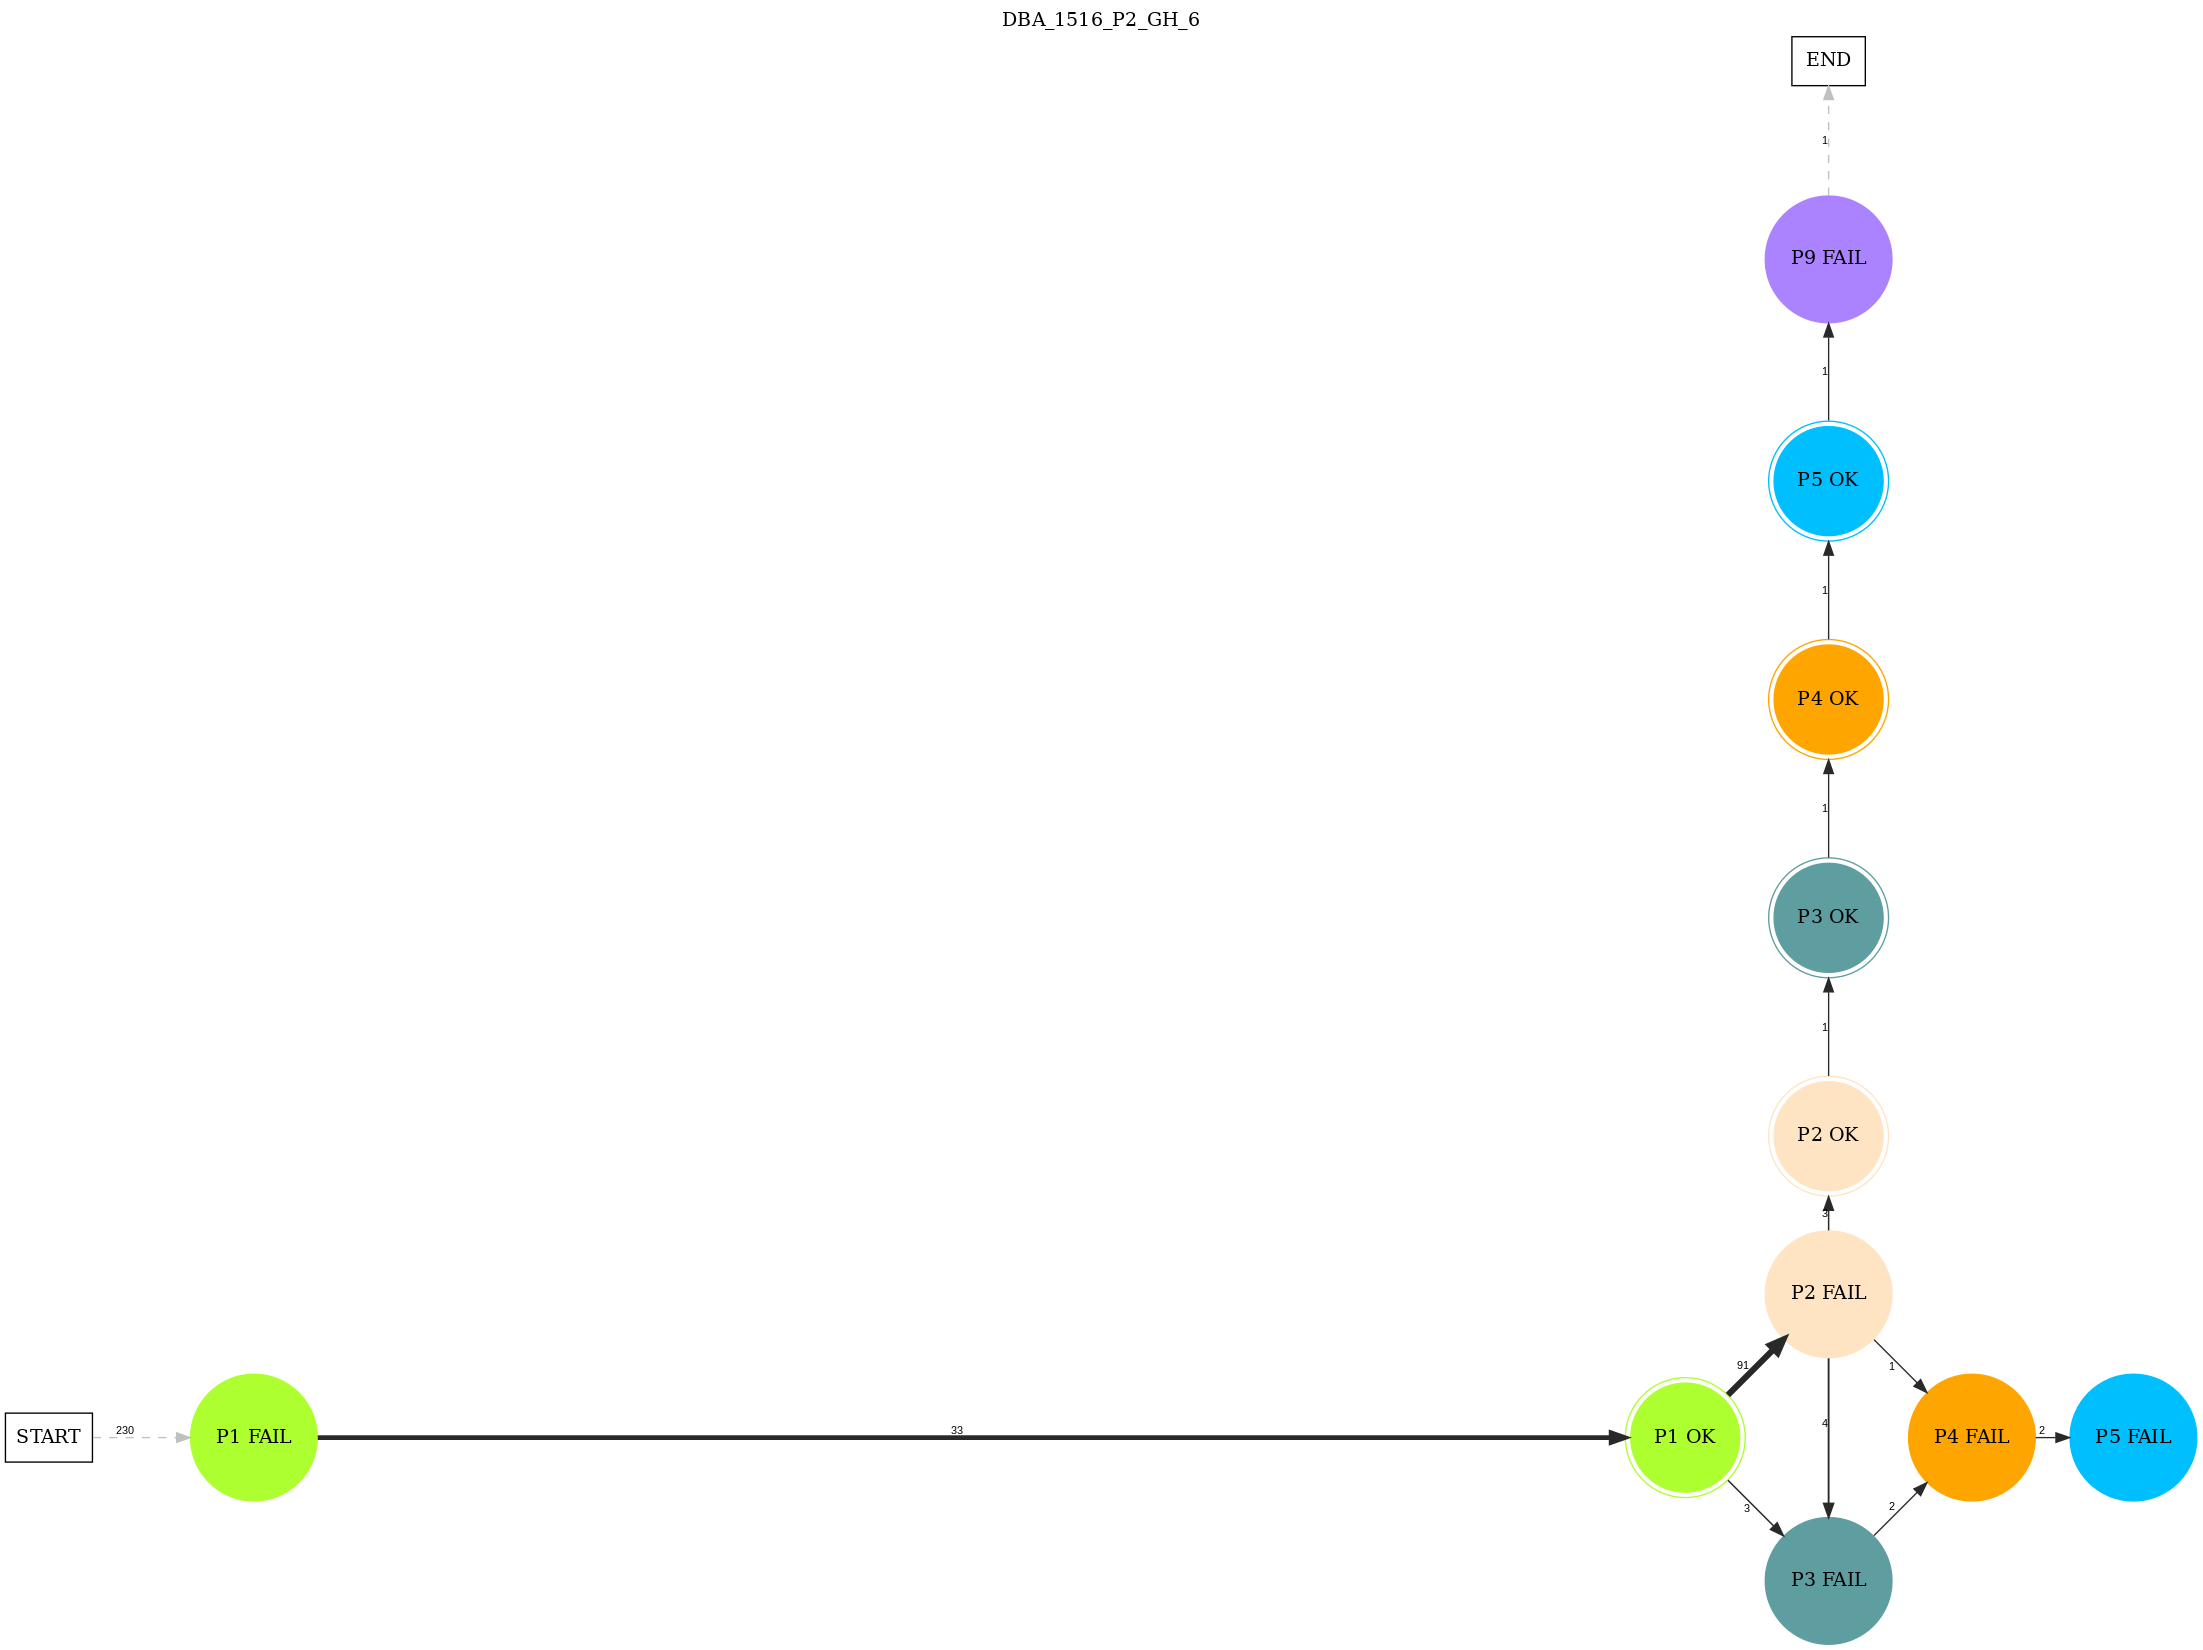 DBA_1516_P2_GH_6
END
1
P9 FAIL
1
P5 OK
1
P4 OK
1
P3 OK
1
P2 OK
3
P2 FAIL
91
1
START
230
P1 FAIL
33
P1 OK
4
P4 FAIL
2
P5 FAIL
3
2
P3 FAIL